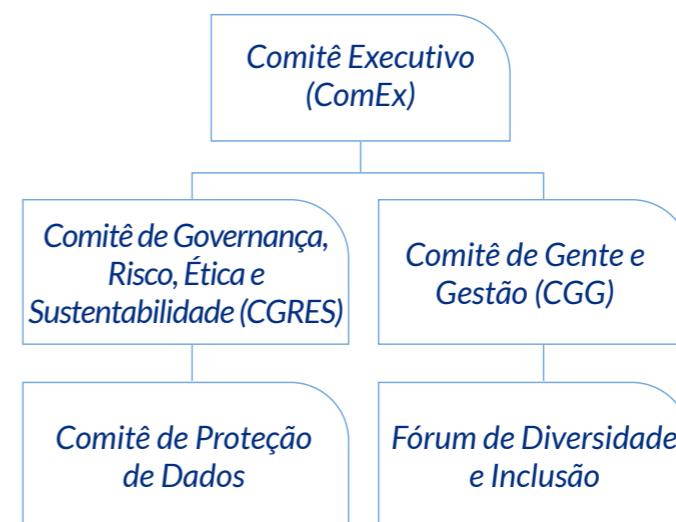 Comitê Executivo
(ComEx)
Comitê de Governança,
Risco, Ética e
Sustentabilidade (CGRES)
Comitê de Gente e
Gestão (CGG)
Comitê de Proteção
de Dados
Fórum de Diversidade
e Inclusão